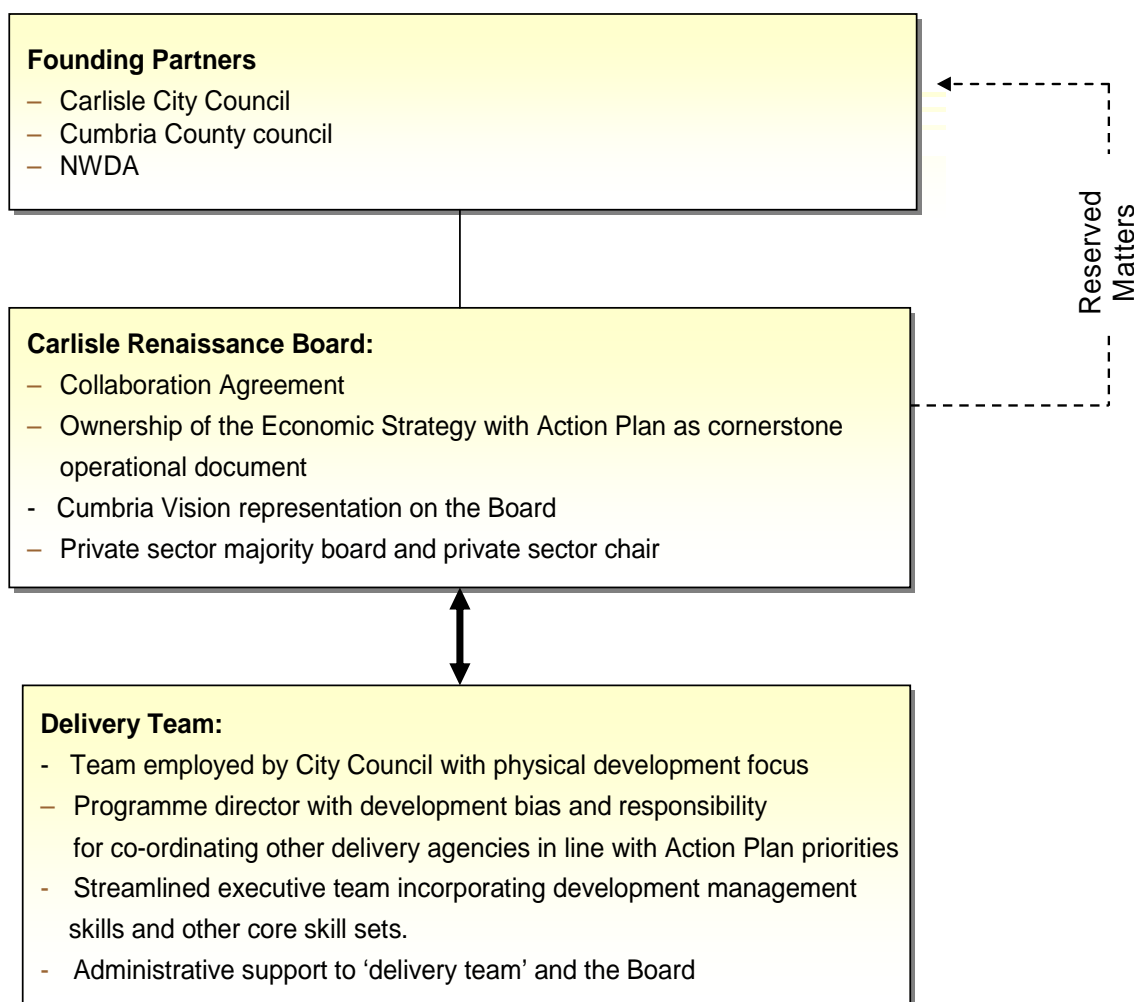 Founding Partners
– Carlisle City Council
– Cumbria County council
– NWDA
Reserved
Matters
Carlisle Renaissance Board:
– Collaboration Agreement
– Ownership of the Economic Strategy with Action Plan as cornerstone
operational document
- Cumbria Vision representation on the Board
– Private sector majority board and private sector chair
Delivery Team:
- Team employed by City Council with physical development focus
– Programme director with development bias and responsibility
for co-ordinating other delivery agencies in line with Action Plan priorities
- Streamlined executive team incorporating development management
skills and other core skill sets.
- Administrative support to ‘delivery team’ and the Board